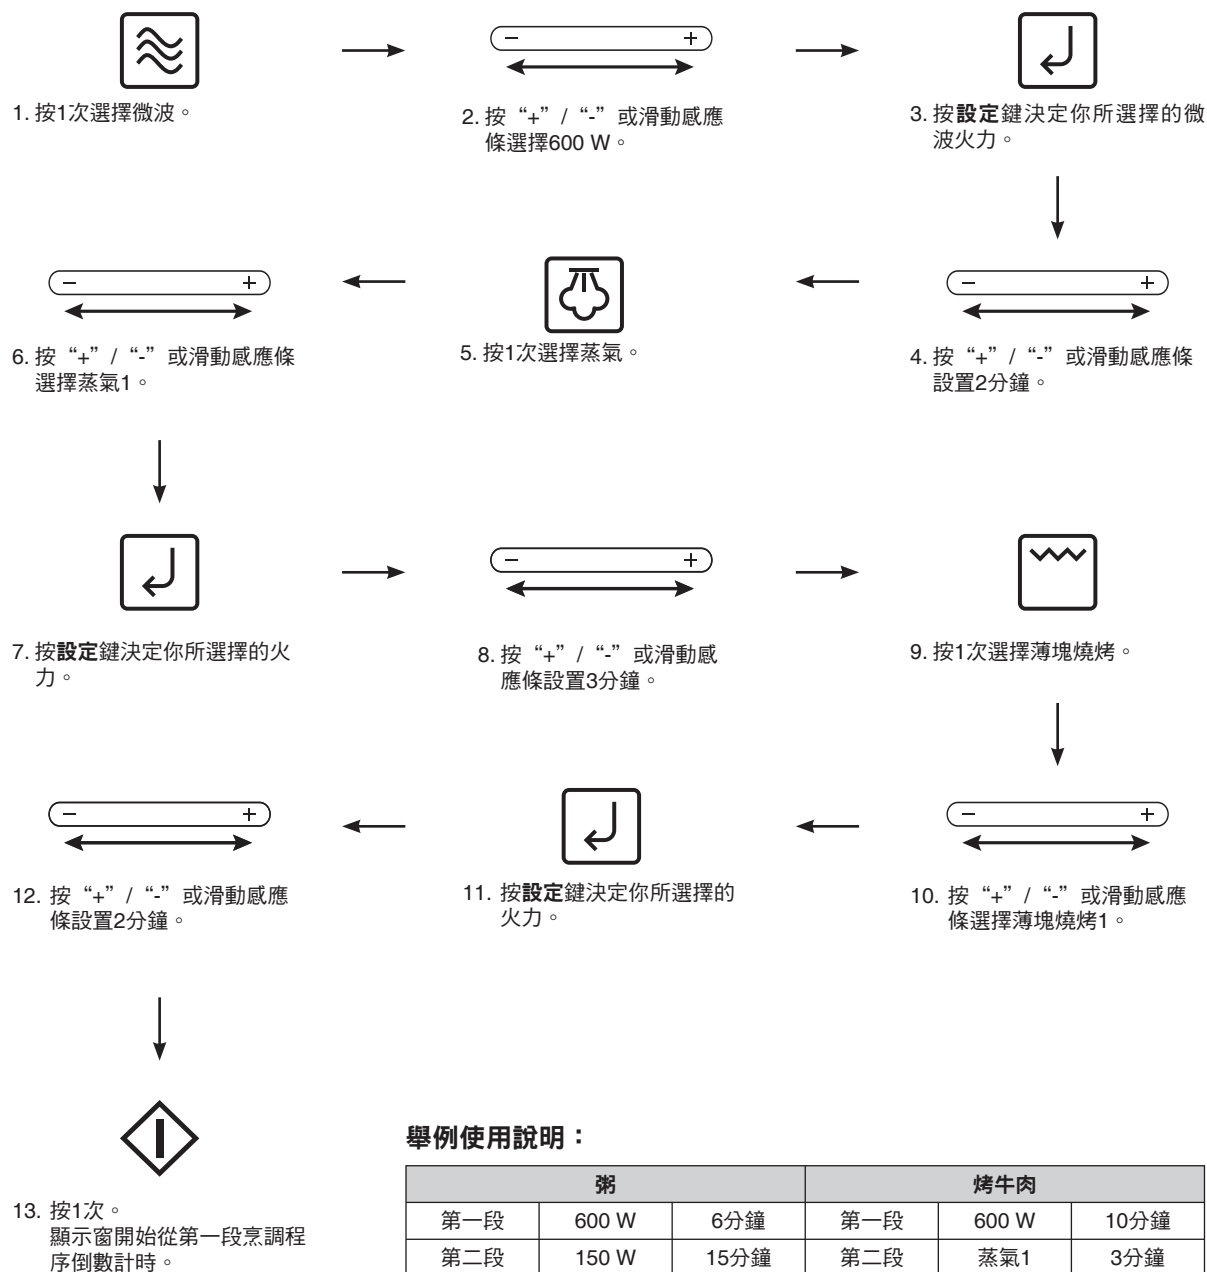 1. 按1次選擇微波。
2. 按“+”/“-”或滑動感應
條選擇600 W。
3. 按設定鍵決定你所選擇的微
波火力。
4. 按“+”/“-”或滑動感應條
設置2分鐘。
5. 按1次選擇蒸氣。
6. 按“+”/“-”或滑動感應條
選擇蒸氣1。
7. 按設定鍵決定你所選擇的火
力。
8. 按“+”/“-”或滑動感
應條設置3分鐘。
9. 按1次選擇薄塊燒烤。
10. 按“+”/“-”或滑動感應
條選擇薄塊燒烤1。
11. 按設定鍵決定你所選擇的
火力。
12. 按“+”/“-”或滑動感應
條設置2分鐘。
13. 按1次。
顯示窗開始從第一段烹調程
序倒數計時。
舉例使用說明：
粥 烤牛肉
第一段 600 W 6分鐘 第一段 600 W 10分鐘
第二段 150 W 15分鐘 第二段 蒸氣1 3分鐘